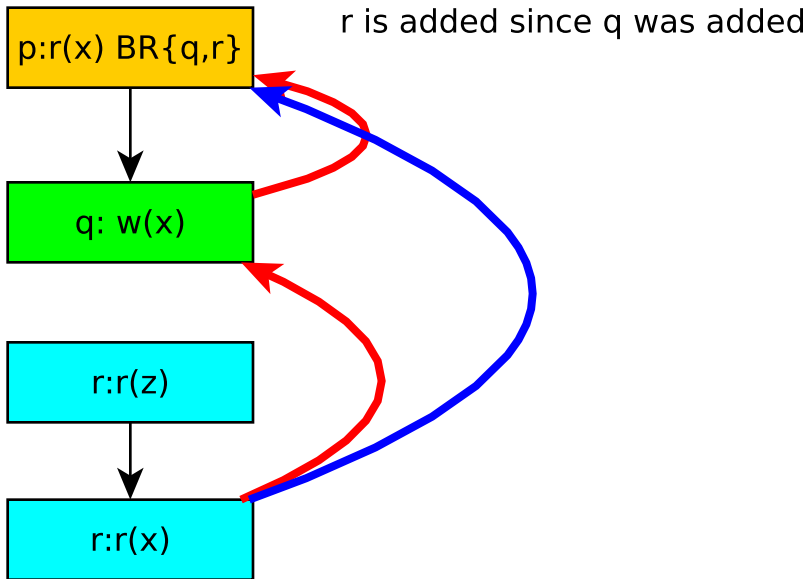 r is added since q was added
p:r(x) BR{q,r}
q: w(x)
r:r(z)
r:r(x)